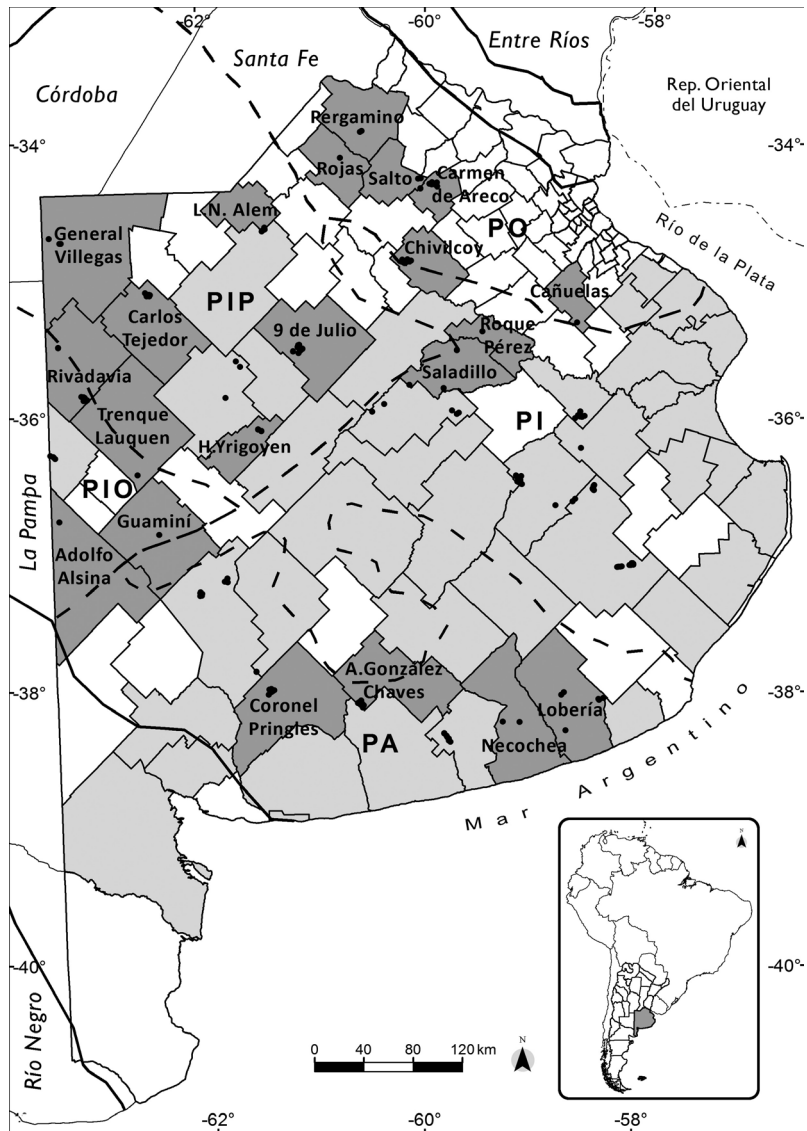 -62°
-60°
-58°
Entre Ríos
Santa Fe
Córdoba
Rep. Oriental
del Uruguay
Pergamino
-34°
-34°
Rojas
Salto
Carmen
de Areco
L.N. Alem
General
Villegas
PO
Río de la Plata
Chivilcoy
Cañuelas
PIP
Carlos
Tejedor
9 de Julio
Roque
Pérez
Saladillo
Rivadavia
Trenque
Lauquen
-36°
-36°
PI
H.Yrigoyen
PIO
La Pampa
Guaminí
Adolfo
Alsina
-38°
-38°
A.González
Chaves
Coronel
Pringles
Lobería
PA
Necochea
Mar Argentino
N
-40°
-40°
Río Negro
N
0 40 80 120 km
-62°
-60°
-58°